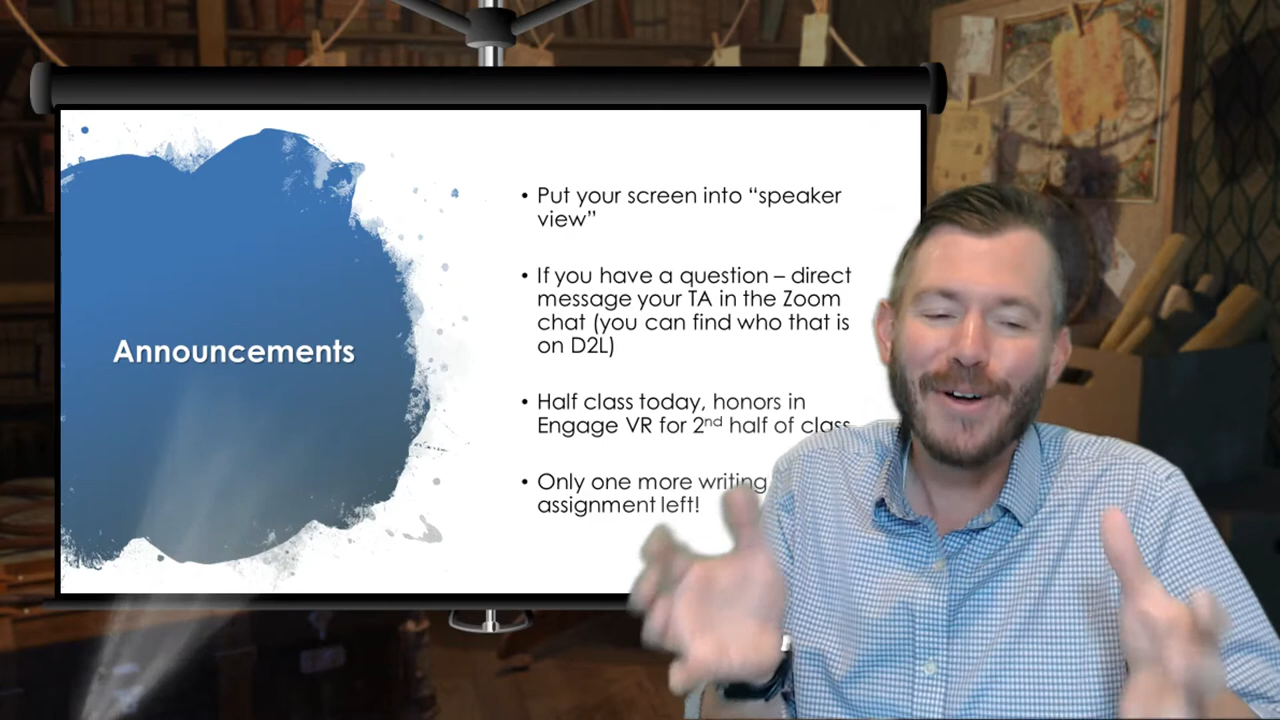 Announcements
• Put your screen into “speaker
view”
• If you have a question – direct
message your TA in the Zoom
chat (you can find who that is
on D2L)
• Half class today, honors in
Engage VR for 2nd half of class
• Only one more writing
assignment left!